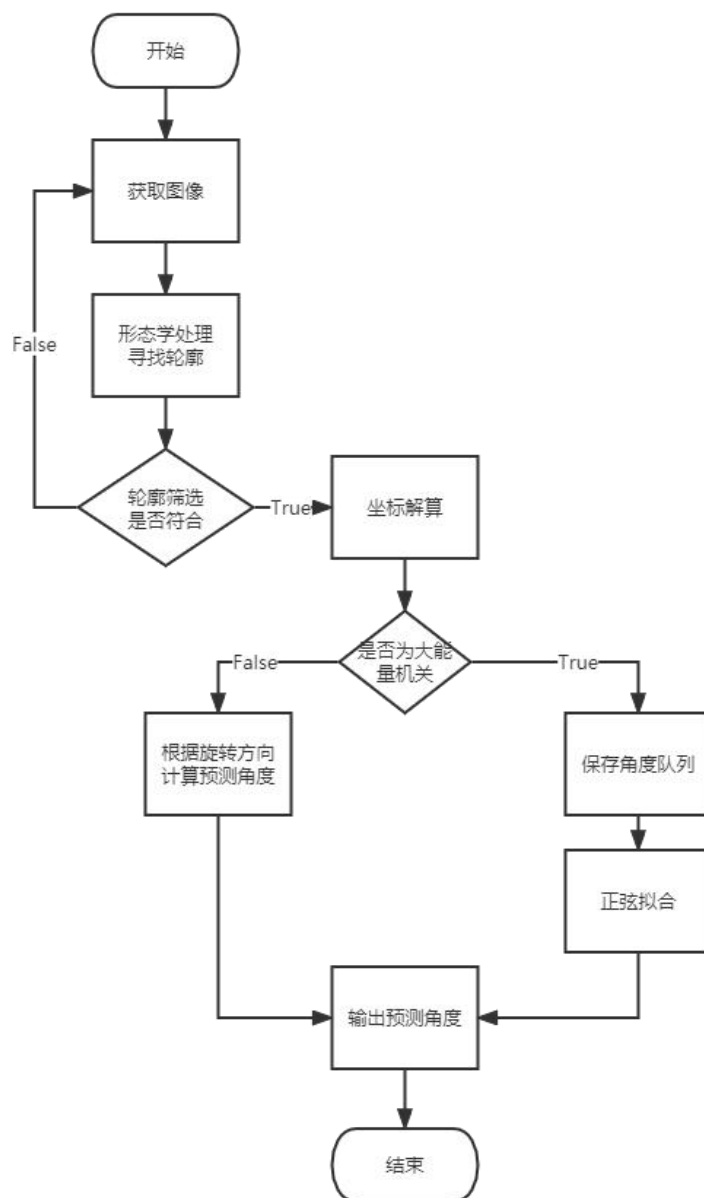 开始
获取图像
形态学处理
寻找轮廓
False
轮廓筛选
是否符合
True
坐标解算
是否为大能
量机关
False
True
根据旋转方向
计算预测角度
保存角度队列
正弦拟合
输出预测角度
结束